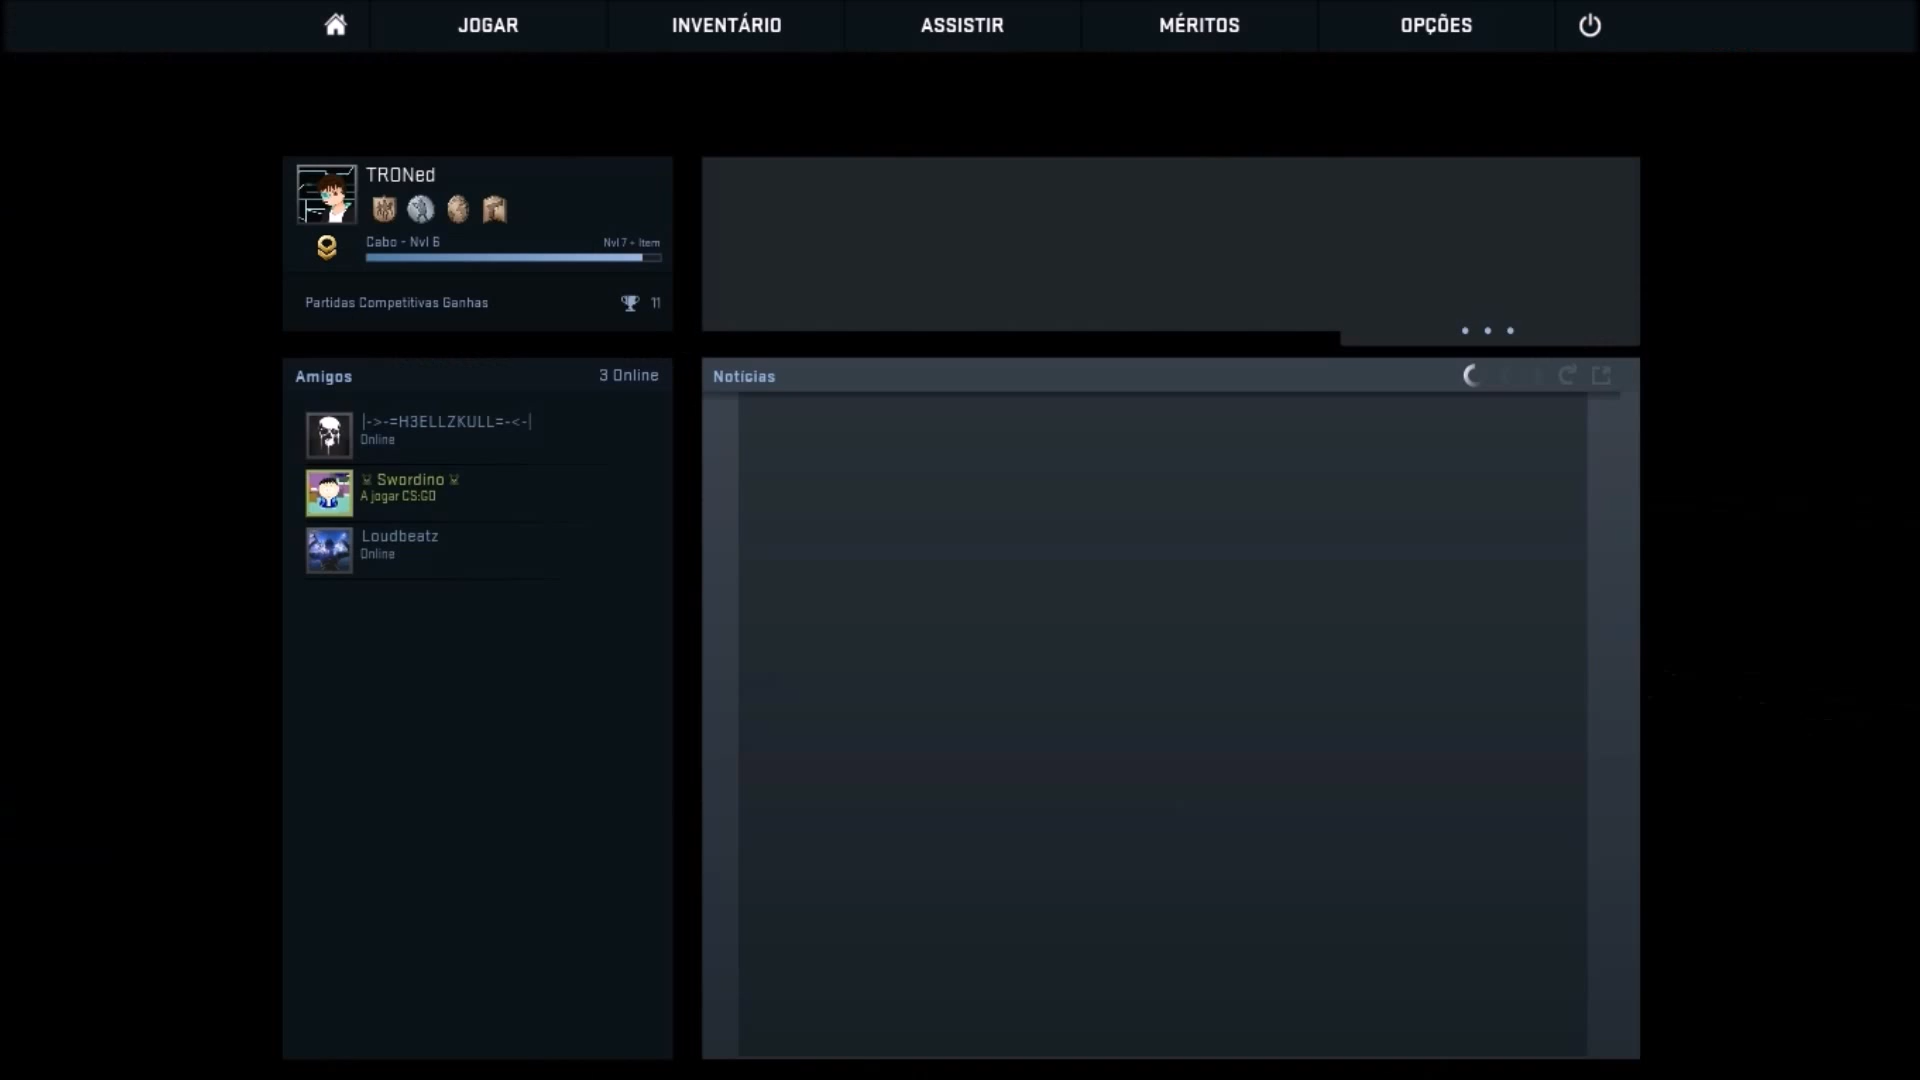 JOGAR
INVENTÁRIO
ASSISTIR
MÉRITOS
OPÇÕES
TRONed
Cabo - Nvl 6
Nvl 7 + Item
Partidas Competitivas Ganhas
11
Amigos
3 Online
|->-=H3ELLZKULL=-<-|
Online
Swordino
A jogar CS:GO
Loudbeatz
Online
Notícias